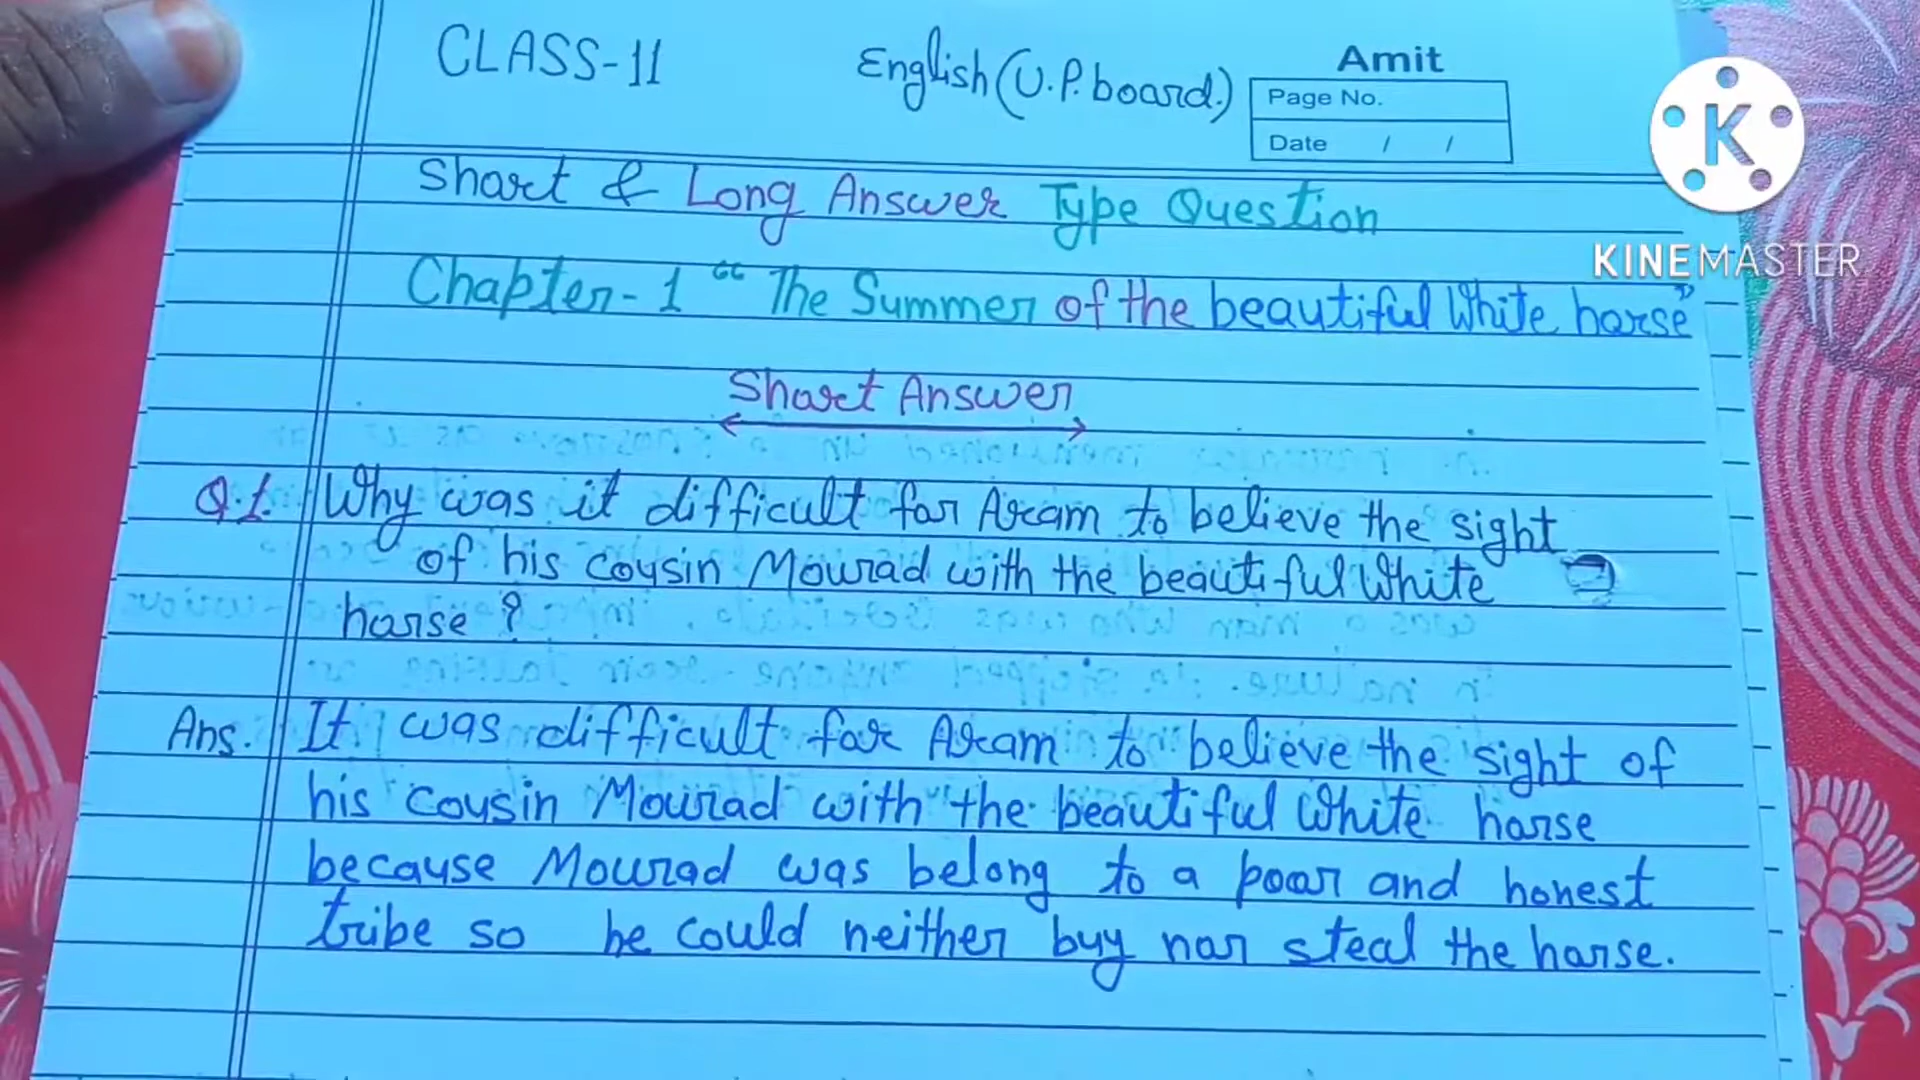 CLASS-11 English (U.P. board.) Amit
Page No.
Date / /
K
KINEMASTER
Short & Long Answer Type Question
Chapter-1 "The Summer of the beautiful White horse"
Short Answer
Q.1. Why was it difficult for Aram to believe the sight
of his cousin Mourad with the beautiful White
horse ?
Ans. It was difficult for Aram to believe the sight of
his cousin Mourad with the beautiful White horse
because Mourad was belong to a poor and honest
tribe so he could neither buy nor steal the horse.